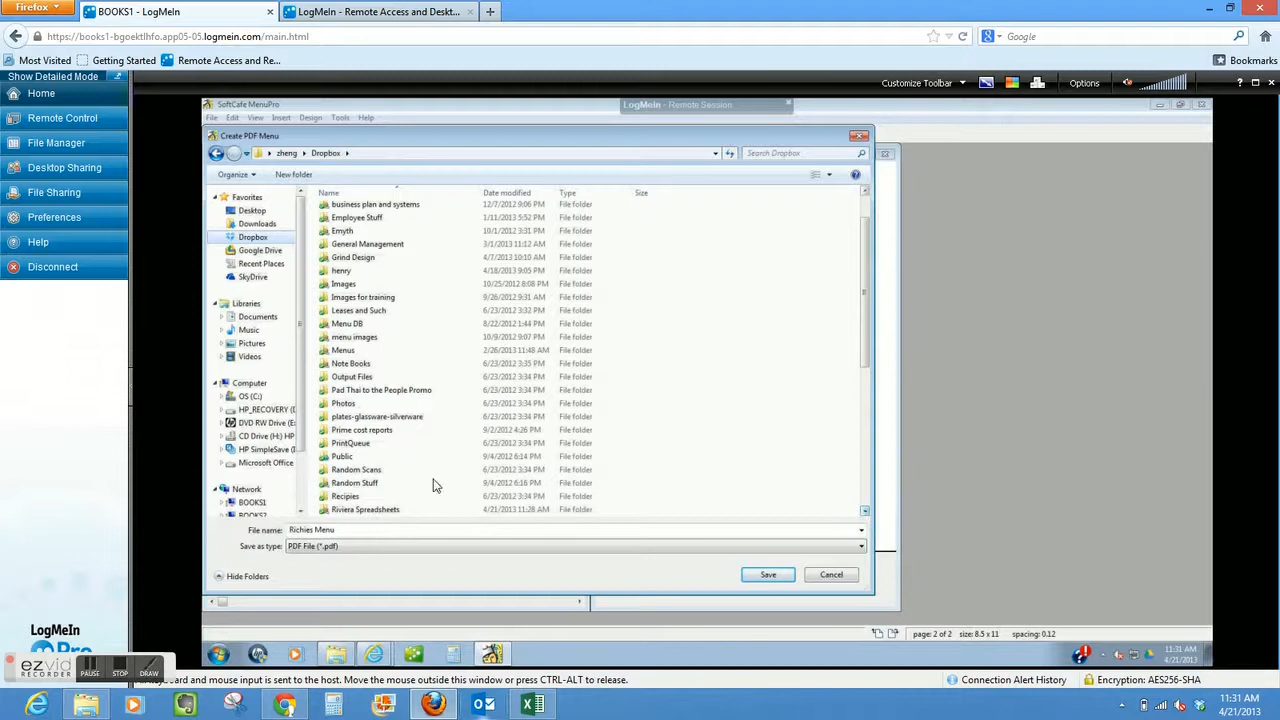 Firefox
BOOKS1 - LogMeIn
LogMeIn - Remote Access and Deskt...
https://books1-bgoektlhfo.app05-05.logmein.com/main.html
Google
Most Visited
Getting Started
Remote Access and Re...
Bookmarks
Show Detailed Mode
Customize Toolbar
Options
Home
Remote Control
File Manager
Desktop Sharing
File Sharing
Preferences
Help
Disconnect
SoftCafe MenuPro
LogMeIn - Remote Session
File Edit View Insert Design Tools Help
Create PDF Menu
zheng
Dropbox
Search Dropbox
Organize
New folder
Favorites
Desktop
Downloads
Dropbox
Google Drive
Recent Places
SkyDrive
Libraries
Documents
Music
Pictures
Videos
Computer
OS (C:)
HP_RECOVERY (D
DVD RW Drive (E:
CD Drive (H:) HP
HP SimpleSave (I:
Microsoft Office
Network
BOOKS1
BOOKS2
Name Date modified Type Size
business plan and systems 12/7/2012 9:06 PM File folder
Employee Stuff 1/11/2013 5:52 PM File folder
Emyth 10/1/2012 3:31 PM File folder
General Management 3/1/2013 11:12 AM File folder
Grind Design 4/7/2013 10:10 AM File folder
henry 4/18/2013 9:05 PM File folder
Images 10/25/2012 8:08 PM File folder
Images for training 9/26/2012 9:31 AM File folder
Leases and Such 6/23/2012 3:32 PM File folder
Menu DB 8/22/2012 1:44 PM File folder
menu images 10/9/2012 9:07 PM File folder
Menus 2/26/2013 11:48 AM File folder
Note Books 6/23/2012 3:35 PM File folder
Output Files 6/23/2012 3:34 PM File folder
Pad Thai to the People Promo 6/23/2012 3:34 PM File folder
Photos 6/23/2012 3:34 PM File folder
plates-glassware-silverware 6/23/2012 3:34 PM File folder
Prime cost reports 9/2/2012 4:26 PM File folder
PrintQueue 6/23/2012 3:34 PM File folder
Public 9/4/2012 6:14 PM File folder
Random Scans 6/23/2012 3:34 PM File folder
Random Stuff 9/4/2012 6:16 PM File folder
Recipies 6/23/2012 3:34 PM File folder
Riviera Spreadsheets 4/21/2013 11:28 AM File folder
File name: Richies Menu
Save as type: PDF File (*.pdf)
Hide Folders
Save
Cancel
page: 2 of 2 size: 8.5 x 11 spacing: 0.12
11:31 AM
4/21/2013
LogMeIn
Pro
ezvid
RECORDER
PAUSE STOP DRAW
Keyboard and mouse input is sent to the host. Move the mouse outside this window or press CTRL-ALT to release.
Connection Alert History
Encryption: AES256-SHA
11:31 AM
4/21/2013